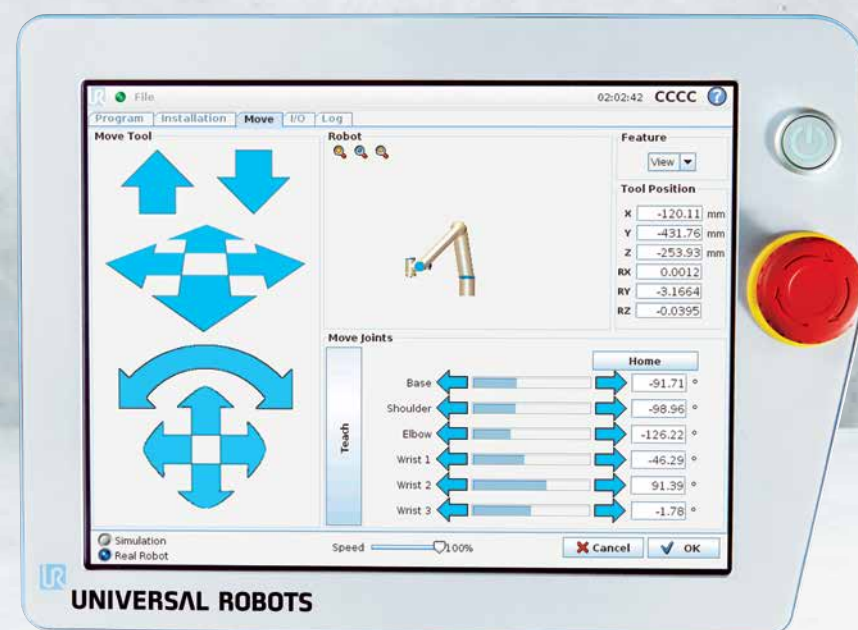 UR File 02:02:42 CCCC ?
Program Installation Move I/O Log
Move Tool
Robot
Feature
View
Tool Position
X -120.11 mm
Y -431.76 mm
Z -253.93 mm
RX 0.0012
RY -3.1664
RZ -0.0395
Move Joints
Teach
Home
Base -91.71 °
Shoulder -98.96 °
Elbow -126.22 °
Wrist 1 -46.29 °
Wrist 2 91.39 °
Wrist 3 -1.78 °
Simulation
Real Robot
Speed 100%
Cancel OK
UR
UNIVERSAL ROBOTS